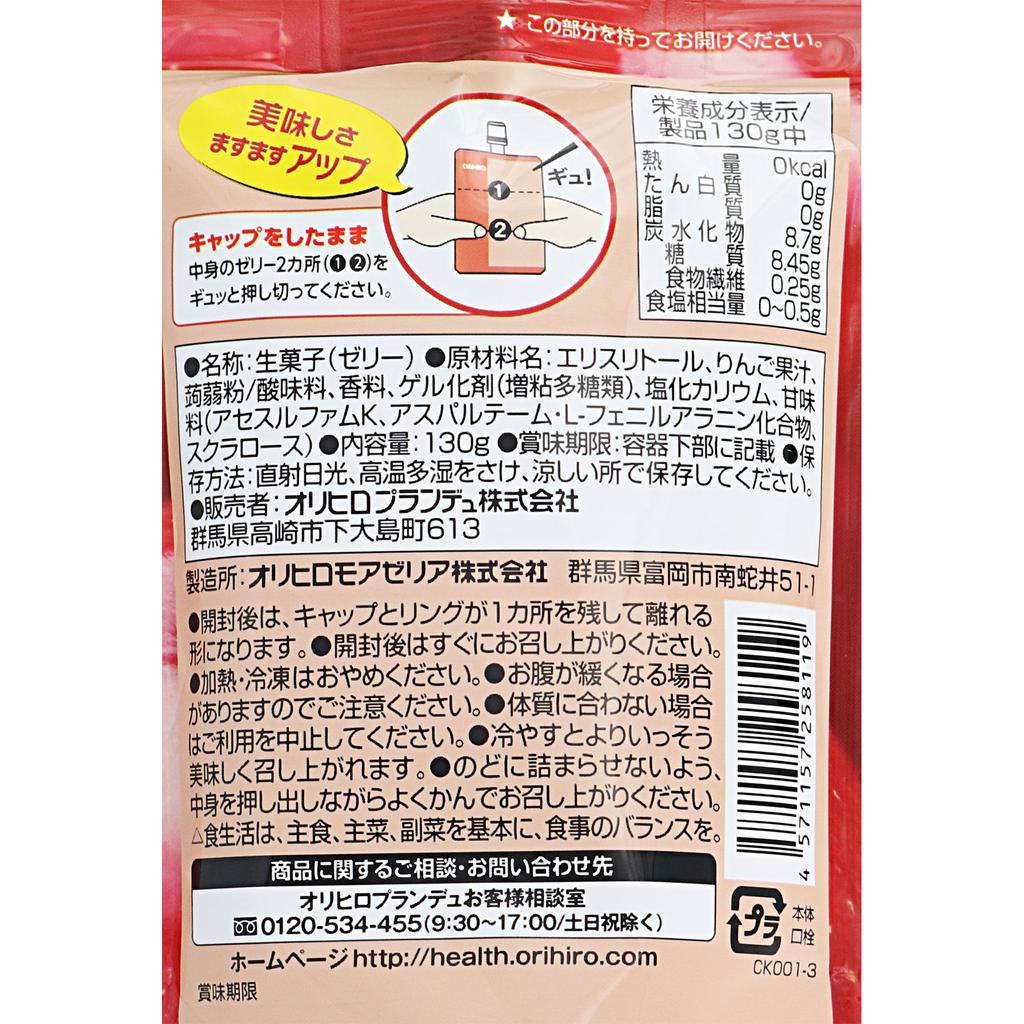 ★ この部分を持ってお開けください。
美味しさ
ますますアップ
ORIHIRO
ギュ!
❶
❷
キャップをしたまま
中身のゼリー2カ所(❶❷)を
ギュッと押し切ってください。
栄養成分表示/
製品130g中
熱量 0kcal
たん白質 0g
脂質 0g
炭水化物 8.7g
糖質 8.45g
食物繊維 0.25g
食塩相当量 0~0.5g
●名称:生菓子(ゼリー) ●原材料名:エリスリトール、りんご果汁、
蒟蒻粉/酸味料、香料、ゲル化剤(増粘多糖類)、塩化カリウム、甘味
料(アセスルファムK、アスパルテーム・L-フェニルアラニン化合物、
スクラロース) ●内容量:130g ●賞味期限:容器下部に記載 ●保
存方法:直射日光、高温多湿をさけ、涼しい所で保存してください。
●販売者:オリヒロプランデュ株式会社
群馬県高崎市下大島町613
製造所:オリヒロモアゼリア株式会社 群馬県富岡市南蛇井51-1
●開封後は、キャップとリングが1カ所を残して離れる
形になります。●開封後はすぐにお召し上がりください。
●加熱・冷凍はおやめください。●お腹が緩くなる場合
がありますのでご注意ください。●体質に合わない場合
はご利用を中止してください。●冷やすとよりいっそう
美味しく召し上がれます。●のどに詰まらせないよう、
中身を押し出しながらよくかんでお召し上がりください。
△食生活は、主食、主菜、副菜を基本に、食事のバランスを。
4571157258119
商品に関するご相談・お問い合わせ先
オリヒロプランデュお客様相談室
0120-534-455(9:30~17:00/土日祝除く)
ホームページ http://health.orihiro.com
プラ
本体
口栓
CK001-3
賞味期限